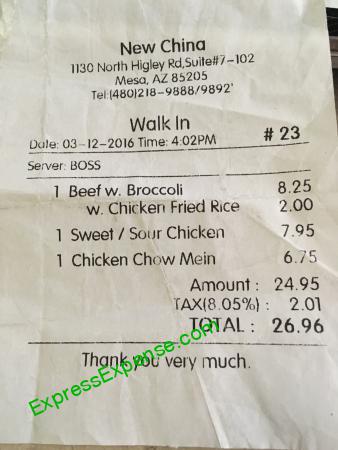 New China
1130 North Higley Rd,Suite#7-102
Mesa, AZ 85205
Tel:(480)218-9888/9892'
Walk In
# 23
Date: 03-12-2016 Time: 4:02PM
Server: BOSS
1 Beef w. Broccoli 8.25
w. Chicken Fried Rice 2.00
1 Sweet / Sour Chicken 7.95
1 Chicken Chow Mein 6.75
Amount : 24.95
TAX(8.05%) : 2.01
TOTAL : 26.96
Thank you very much.
ExpressExpense.com